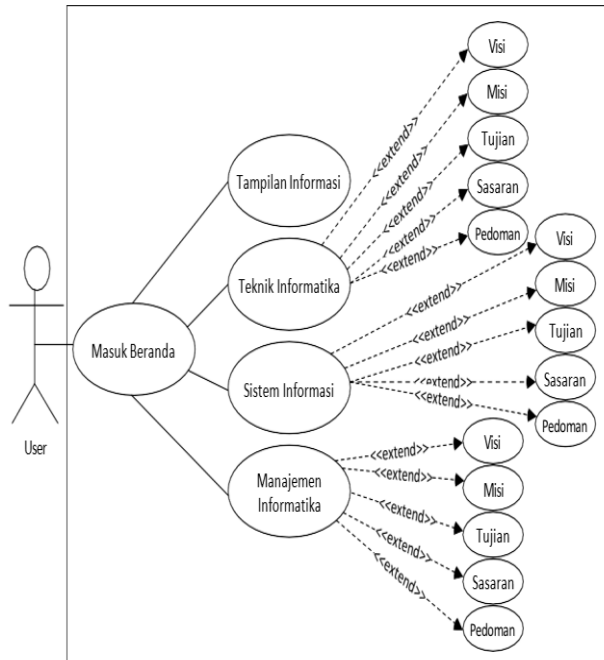 User
Masuk Beranda
Tampilan Informasi
Teknik Informatika
<<extend>>
<<extend>>
<<extend>>
<<extend>>
<<extend>>
Visi
Misi
Tujian
Sasaran
Pedoman
Sistem Informasi
<<extend>>
<<extend>>
<<extend>>
<<extend>>
<<extend>>
Visi
Misi
Tujian
Sasaran
Pedoman
Manajemen
Informatika
<<extend>>
<<extend>>
<<extend>>
<<extend>>
<<extend>>
Visi
Misi
Tujian
Sasaran
Pedoman